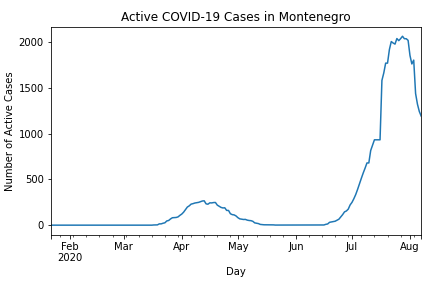 Active COVID-19 Cases in Montenegro
Number of Active Cases
2000
1500
1000
500
0
Feb Mar Apr May Jun Jul Aug
2020
Day